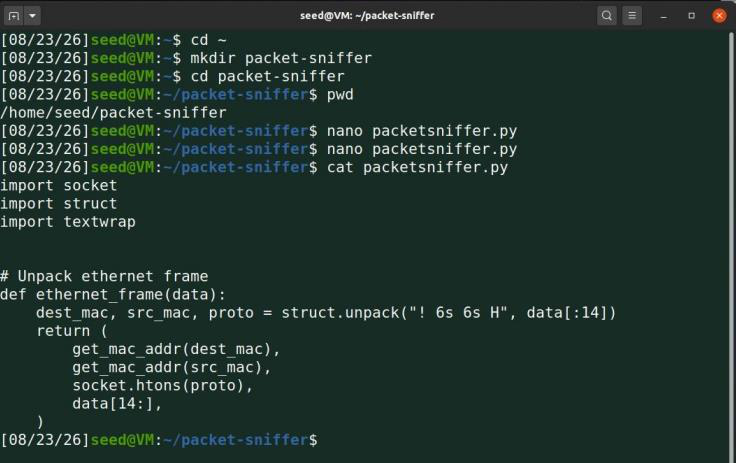 seed@VM: ~/packet-sniffer
[08/23/26]seed@VM:~$ cd ~
[08/23/26]seed@VM:~$ mkdir packet-sniffer
[08/23/26]seed@VM:~$ cd packet-sniffer
[08/23/26]seed@VM:~/packet-sniffer$ pwd
/home/seed/packet-sniffer
[08/23/26]seed@VM:~/packet-sniffer$ nano packetsniffer.py
[08/23/26]seed@VM:~/packet-sniffer$ nano packetsniffer.py
[08/23/26]seed@VM:~/packet-sniffer$ cat packetsniffer.py
import socket
import struct
import textwrap
# Unpack ethernet frame
def ethernet_frame(data):
    dest_mac, src_mac, proto = struct.unpack("! 6s 6s H", data[:14])
    return (
        get_mac_addr(dest_mac),
        get_mac_addr(src_mac),
        socket.htons(proto),
        data[14:],
    )
[08/23/26]seed@VM:~/packet-sniffer$